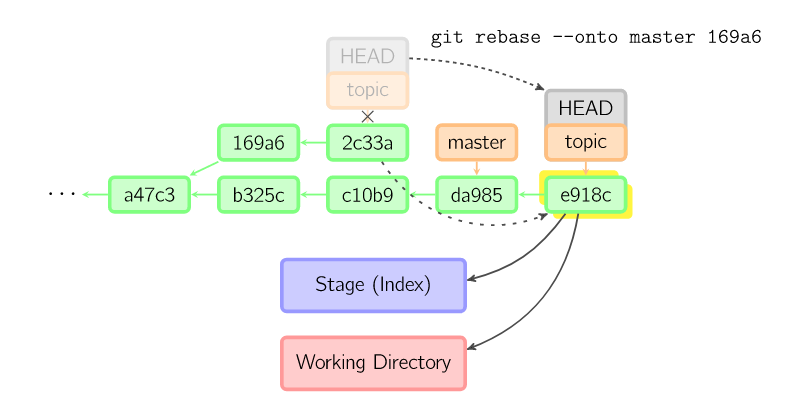 git rebase --onto master 169a6
HEAD
topic
HEAD
topic
169a6
2c33a
master
...
a47c3
b325c
c10b9
da985
e918c
Stage (Index)
Working Directory